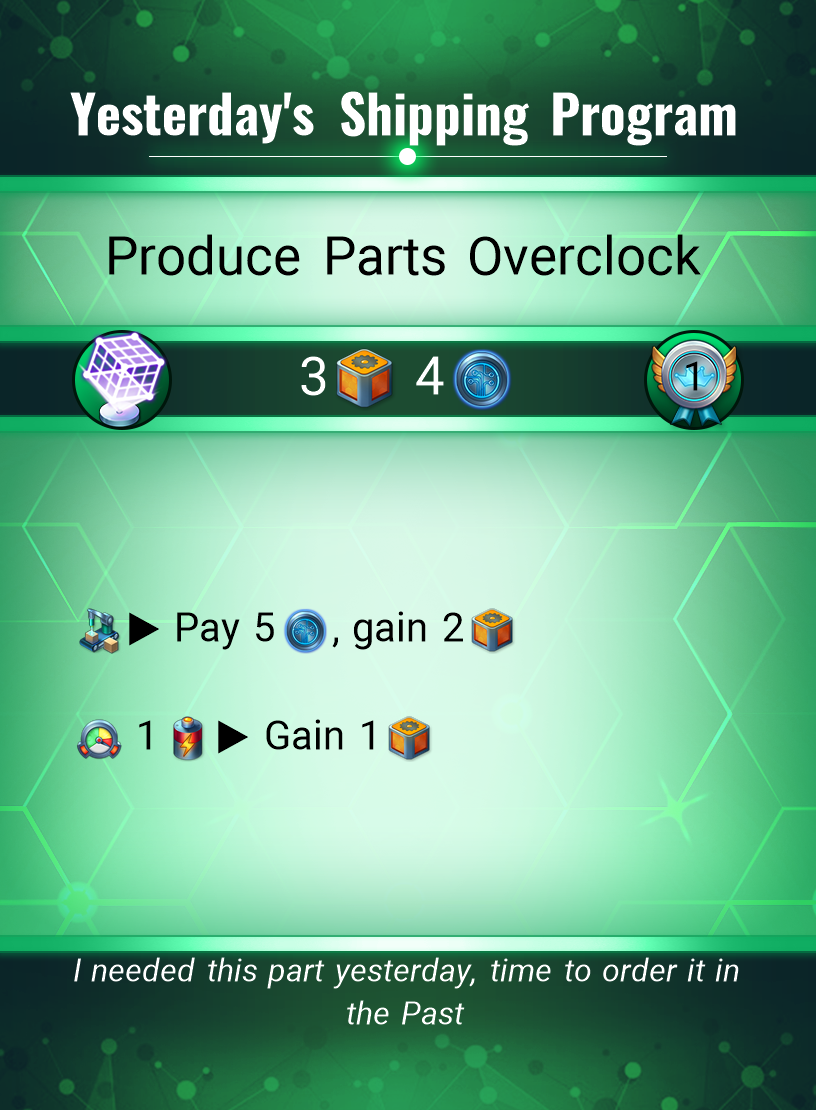 Yesterday's Shipping Program
Produce Parts Overclock
3 4 1
▶ Pay 5 , gain 2
1 ▶ Gain 1
I needed this part yesterday, time to order it in
the Past